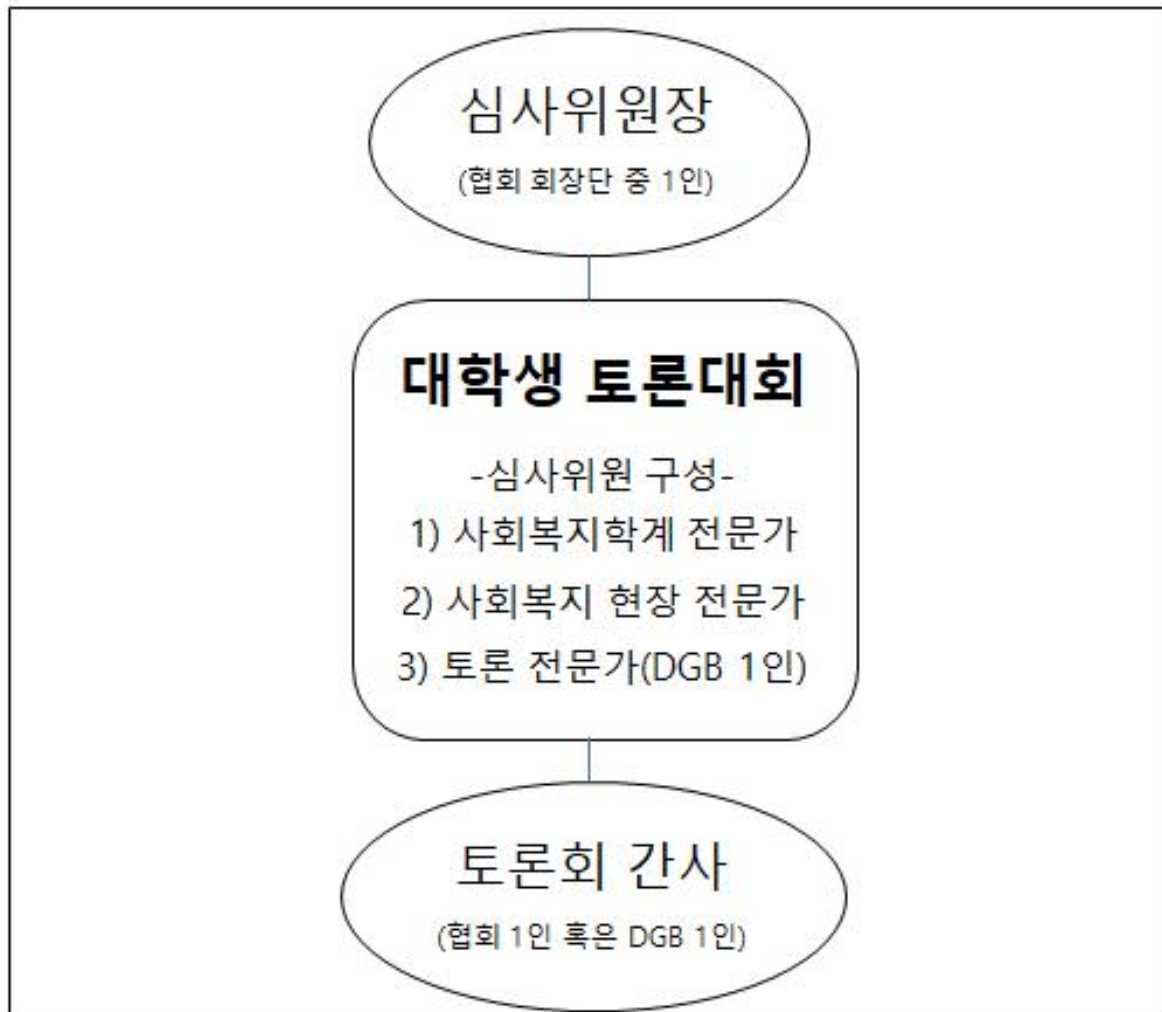 심사위원장
(협회 회장단 중 1인)
대학생 토론대회
-심사위원 구성-
1) 사회복지학계 전문가
2) 사회복지 현장 전문가
3) 토론 전문가(DGB 1인)
토론회 간사
(협회 1인 혹은 DGB 1인)